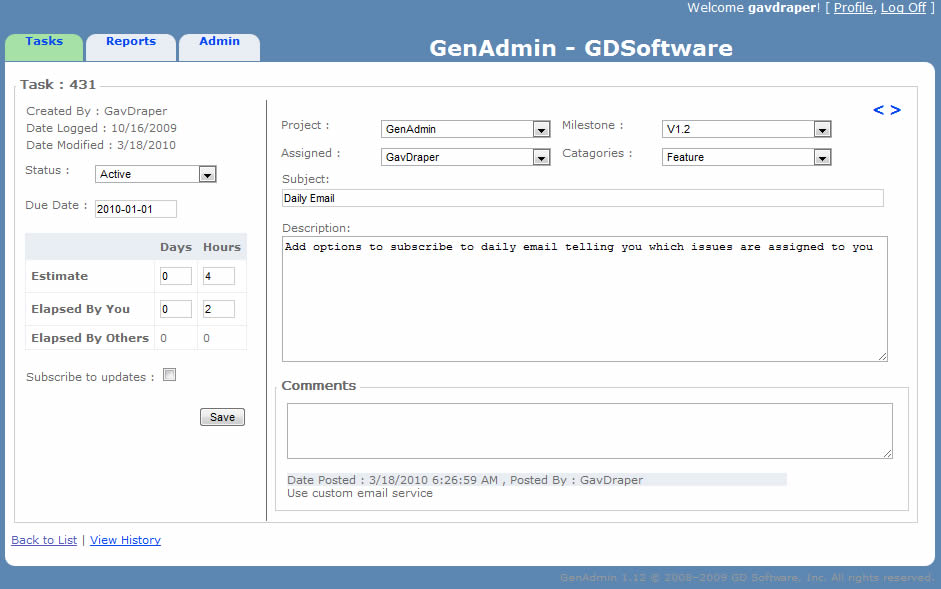 Welcome gavdraper! [ Profile, Log Off ]
Tasks Reports Admin
GenAdmin - GDSoftware
Task : 431
< >
Created By : GavDraper
Date Logged : 10/16/2009
Date Modified : 3/18/2010
Status : Active
Due Date : 2010-01-01
Days Hours
Estimate 0 4
Elapsed By You 0 2
Elapsed By Others 0 0
Subscribe to updates :
Save
Project : GenAdmin Milestone : V1.2
Assigned : GavDraper Catagories : Feature
Subject:
Daily Email
Description:
Add options to subscribe to daily email telling you which issues are assigned to you
Comments
Date Posted : 3/18/2010 6:26:59 AM , Posted By : GavDraper
Use custom email service
Back to List | View History
GenAdmin 1.12 © 2008-2009 GD Software, Inc. All rights reserved.